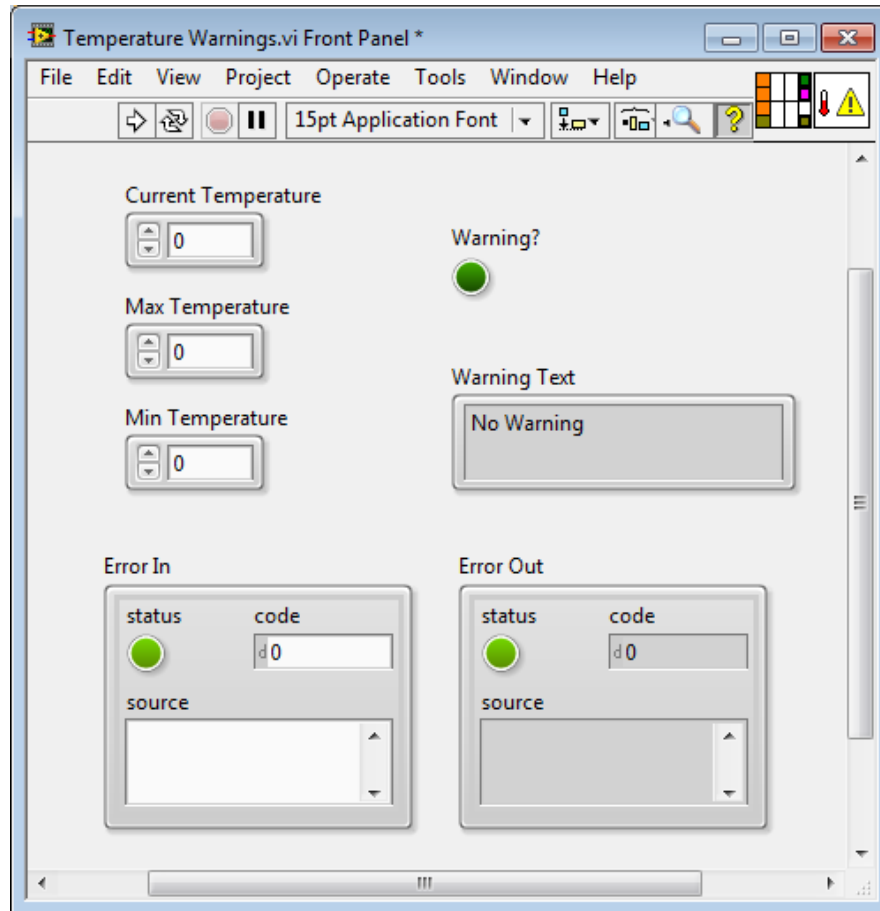 Temperature Warnings.vi Front Panel *
File Edit View Project Operate Tools Window Help
15pt Application Font
Current Temperature
0
Warning?
Max Temperature
0
Warning Text
No Warning
Min Temperature
0
Error In
status code
d 0
source
Error Out
status code
d 0
source